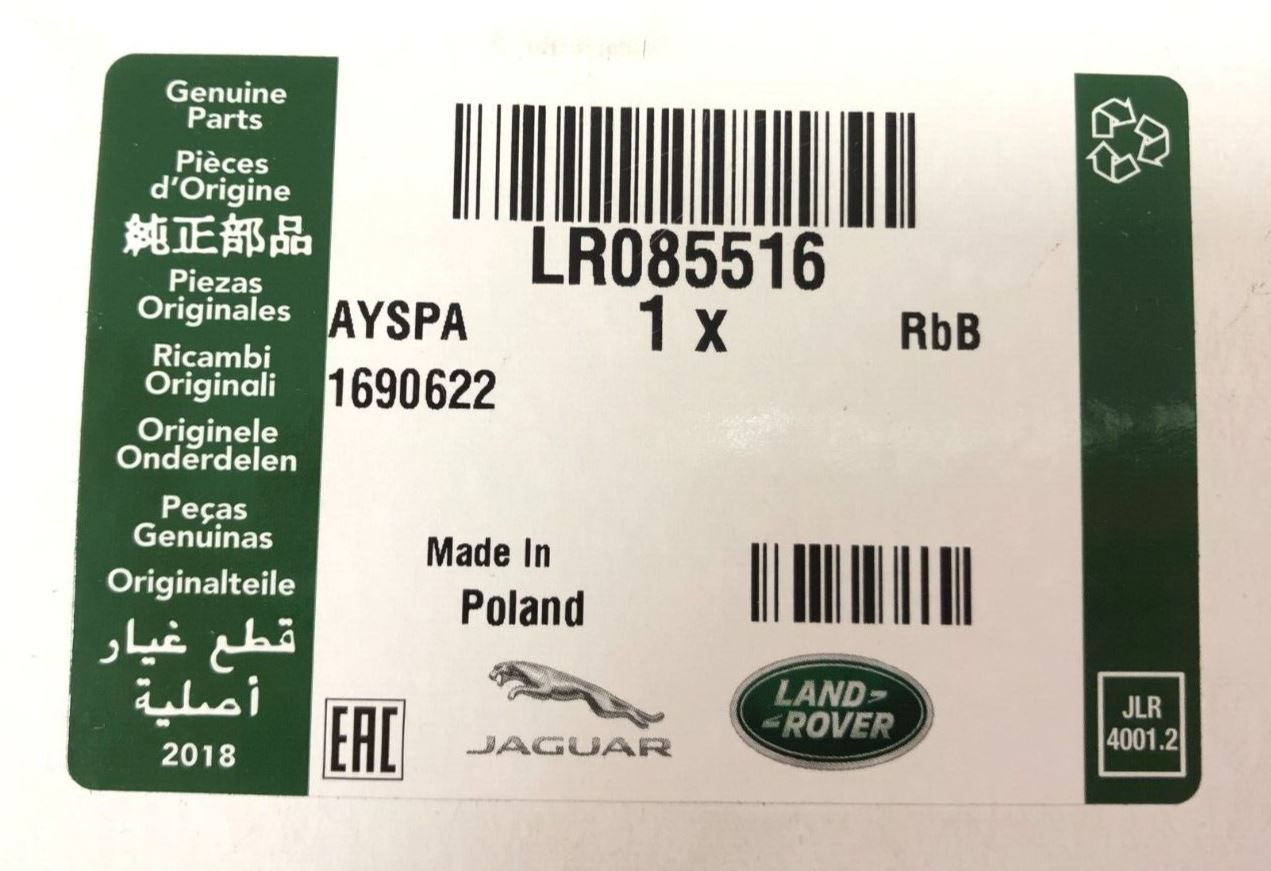 Genuine
Parts
Pièces
d'Origine
純正部品
Piezas
Originales
Ricambi
Originali
Originele
Onderdelen
Peças
Genuinas
Originalteile
قطع غيار
أصلية
2018
LR085516
AYSPA 1 x RbB
1690622
Made In
Poland
EAC
JAGUAR
LAND-
-ROVER
JLR
4001.2